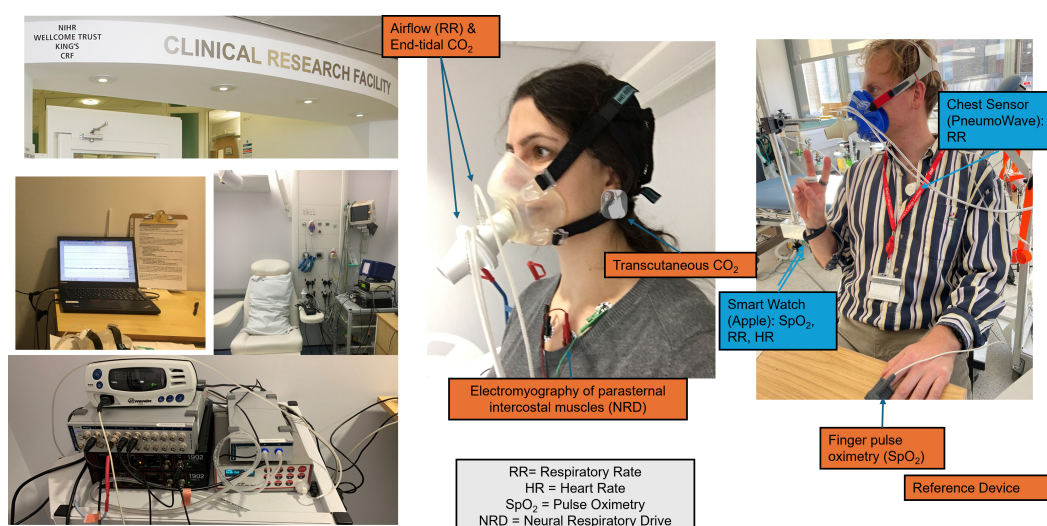 NIHR
WELLCOME TRUST
KING'S
CRF
CLINICAL RESEARCH FACILITY
Airflow (RR) &
End-tidal CO₂
Transcutaneous CO₂
Electromyography of parasternal
intercostal muscles (NRD)
Chest Sensor
(PneumoWave):
RR
Smart Watch
(Apple): SpO₂,
RR, HR
Finger pulse
oximetry (SpO₂)
Reference Device
RR= Respiratory Rate
HR = Heart Rate
SpO₂ = Pulse Oximetry
NRD = Neural Respiratory Drive
1902
1902